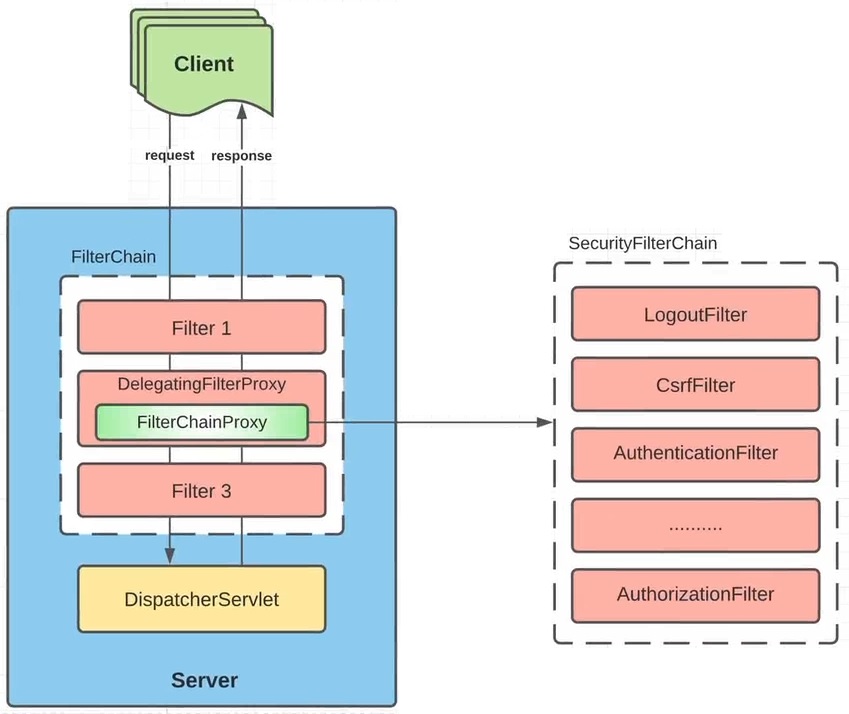 Client
request response
FilterChain
Filter 1
DelegatingFilterProxy
FilterChainProxy
Filter 3
DispatcherServlet
Server
SecurityFilterChain
LogoutFilter
CsrfFilter
AuthenticationFilter
..........
AuthorizationFilter